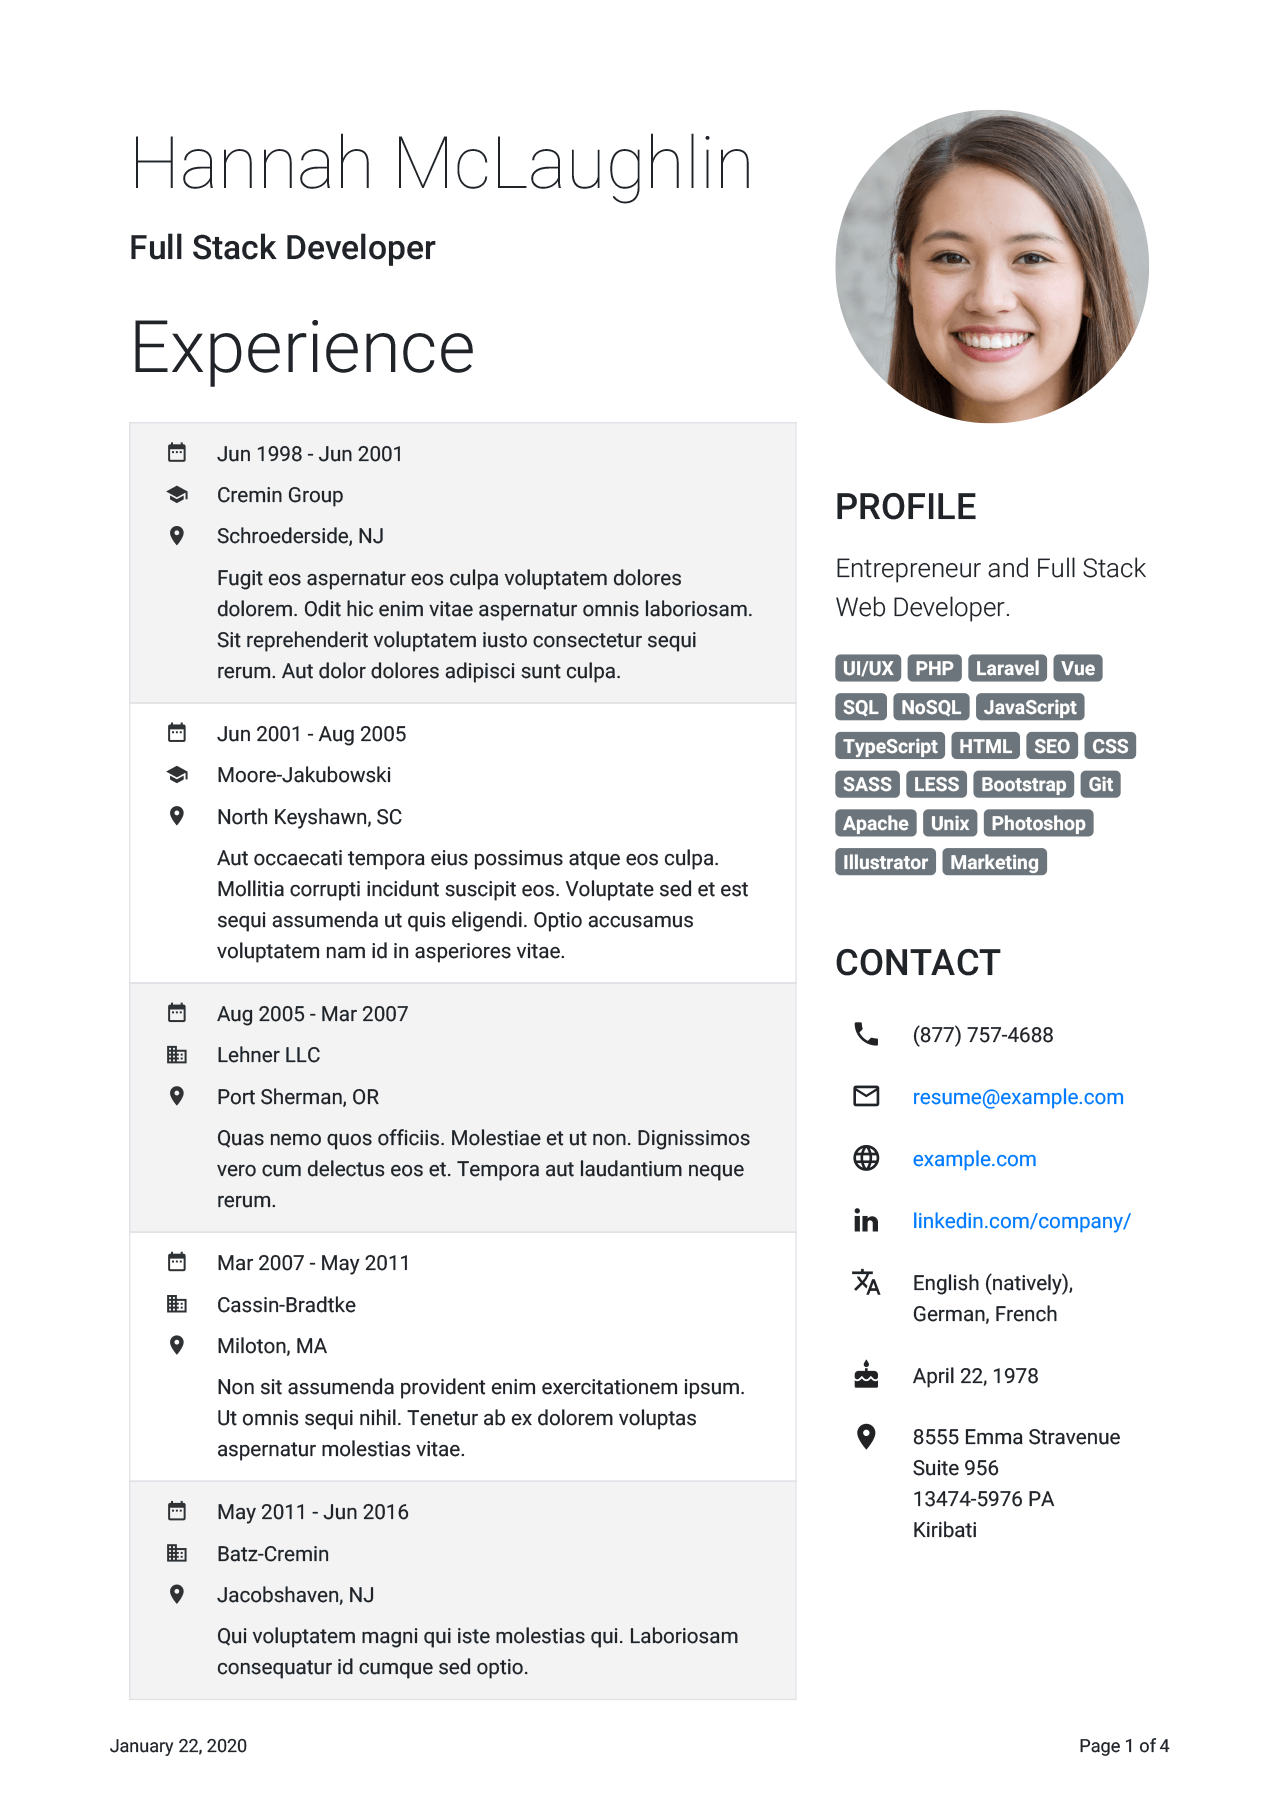 Hannah McLaughlin
Full Stack Developer
Experience
Jun 1998 - Jun 2001
Cremin Group
Schroederside, NJ
Fugit eos aspernatur eos culpa voluptatem dolores
dolorem. Odit hic enim vitae aspernatur omnis laboriosam.
Sit reprehenderit voluptatem iusto consectetur sequi
rerum. Aut dolor dolores adipisci sunt culpa.
Jun 2001 - Aug 2005
Moore-Jakubowski
North Keyshawn, SC
Aut occaecati tempora eius possimus atque eos culpa.
Mollitia corrupti incidunt suscipit eos. Voluptate sed et est
sequi assumenda ut quis eligendi. Optio accusamus
voluptatem nam id in asperiores vitae.
Aug 2005 - Mar 2007
Lehner LLC
Port Sherman, OR
Quas nemo quos officiis. Molestiae et ut non. Dignissimos
vero cum delectus eos et. Tempora aut laudantium neque
rerum.
Mar 2007 - May 2011
Cassin-Bradtke
Miloton, MA
Non sit assumenda provident enim exercitationem ipsum.
Ut omnis sequi nihil. Tenetur ab ex dolorem voluptas
aspernatur molestias vitae.
May 2011 - Jun 2016
Batz-Cremin
Jacobshaven, NJ
Qui voluptatem magni qui iste molestias qui. Laboriosam
consequatur id cumque sed optio.
PROFILE
Entrepreneur and Full Stack
Web Developer.
UI/UX PHP Laravel Vue
SQL NoSQL JavaScript
TypeScript HTML SEO CSS
SASS LESS Bootstrap Git
Apache Unix Photoshop
Illustrator Marketing
CONTACT
(877) 757-4688
resume@example.com
example.com
linkedin.com/company/
English (natively),
German, French
April 22, 1978
8555 Emma Stravenue
Suite 956
13474-5976 PA
Kiribati
January 22, 2020
Page 1 of 4